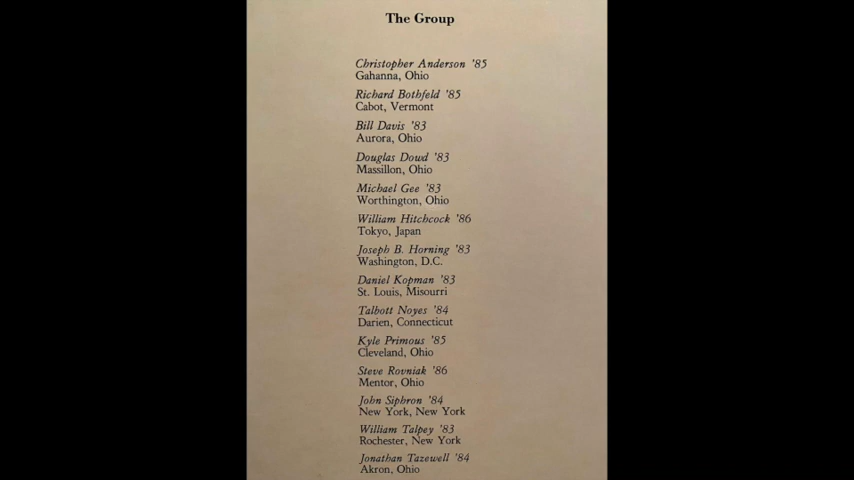 The Group
Christopher Anderson '85
Gahanna, Ohio
Richard Bothfeld '85
Cabot, Vermont
Bill Davis '83
Aurora, Ohio
Douglas Dowd '83
Massillon, Ohio
Michael Gee '83
Worthington, Ohio
William Hitchcock '86
Tokyo, Japan
Joseph B. Horning '83
Washington, D.C.
Daniel Kopman '83
St. Louis, Misourri
Talbott Noyes '84
Darien, Connecticut
Kyle Primous '85
Cleveland, Ohio
Steve Rovniak '86
Mentor, Ohio
John Siphron '84
New York, New York
William Talpey '83
Rochester, New York
Jonathan Tazewell '84
Akron, Ohio